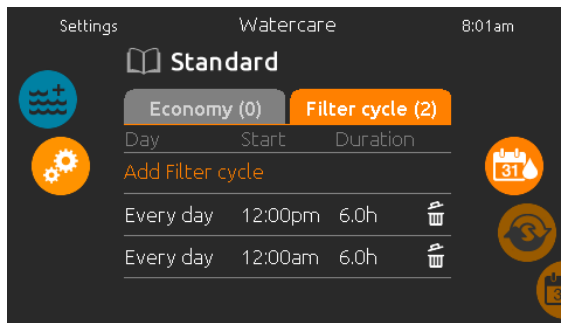 Settings Watercare 8:01am
Standard
Economy (0) Filter cycle (2)
Day Start Duration
Add Filter cycle
31
Every day 12:00pm 6.0h
Every day 12:00am 6.0h